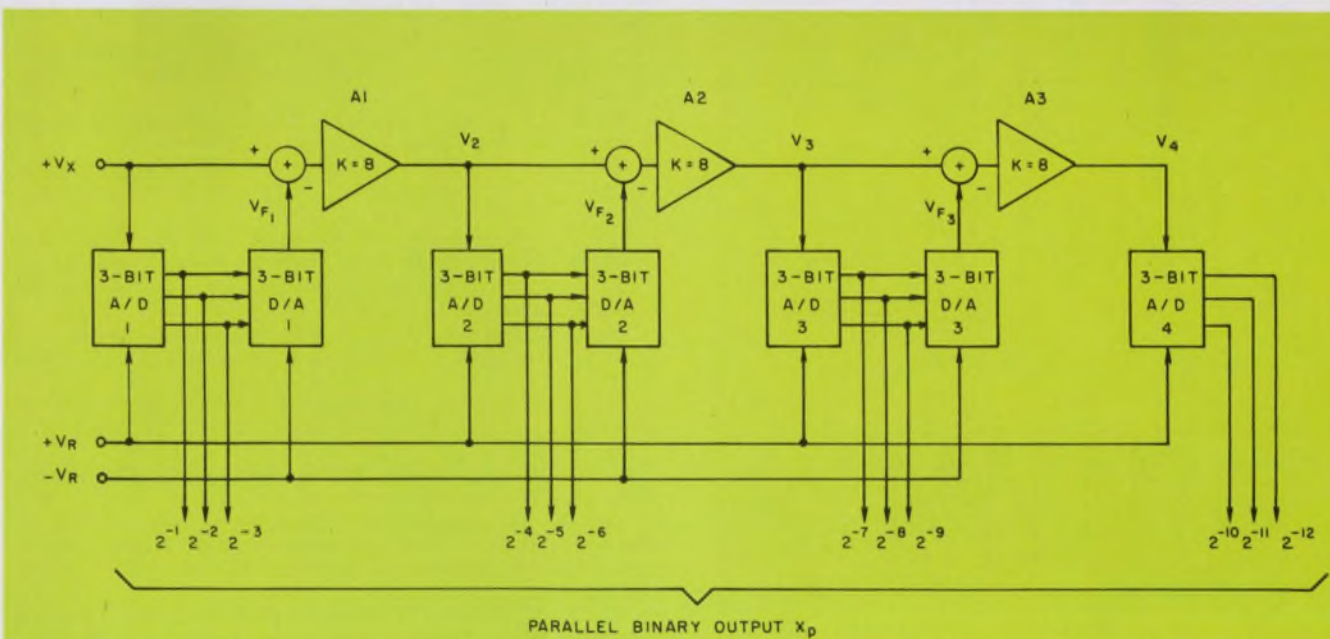 A1 A2 A3
+VX + + - K = 8 V2 + + - K = 8 V3 + + - K = 8 V4
VF1 VF2 VF3
3-BIT 3-BIT 3-BIT 3-BIT 3-BIT 3-BIT 3-BIT
A/D D/A A/D D/A A/D D/A A/D
1 1 2 2 3 3 4
+VR
-VR
2-1 2-2 2-3 2-4 2-5 2-6 2-7 2-8 2-9 2-10 2-11 2-12
PARALLEL BINARY OUTPUT Xp